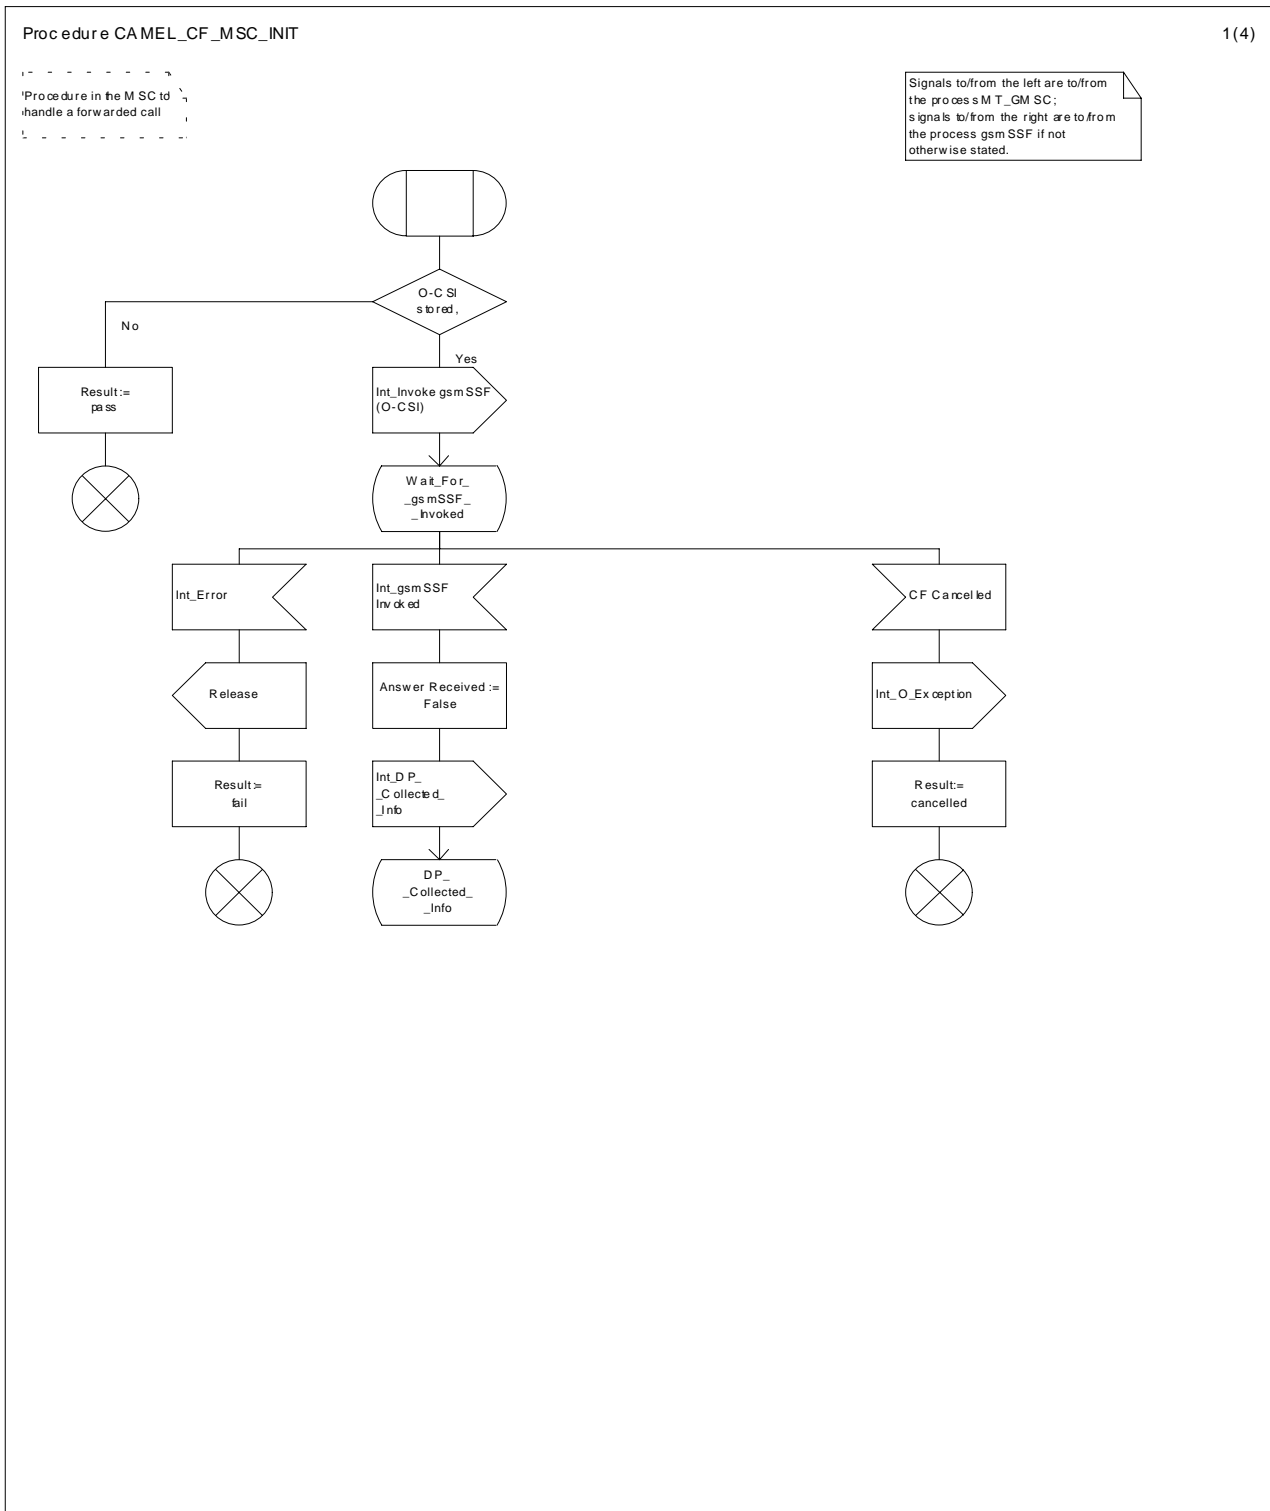 Procedure CAMEL_CF_MSC_INIT
1(4)
Procedure in the MSC to
handle a forwarded call
Signals to/from the left are to/from
the process MT_GMSC;
signals to/from the right are to/from
the process gsmSSF if not
otherwise stated.
O-CSI
stored,
No
Yes
Result:=
pass
Int_Invoke gsmSSF
(O-CSI)
Wait_For_
_gsmSSF_
_Invoked
Int_Error
Int_gsmSSF
Invoked
CF Cancelled
Release
Answer Received :=
False
Int_O_Exception
Result:=
fail
Int_DP_
_Collected_
_Info
Result:=
cancelled
DP_
_Collected_
_Info